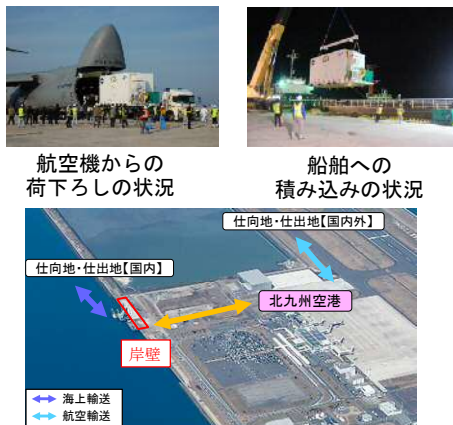 航空機からの
荷下ろしの状況
船舶への
積み込みの状況
仕向地・仕出地【国内外】
仕向地・仕出地【国内】
北九州空港
岸壁
海上輸送
航空輸送